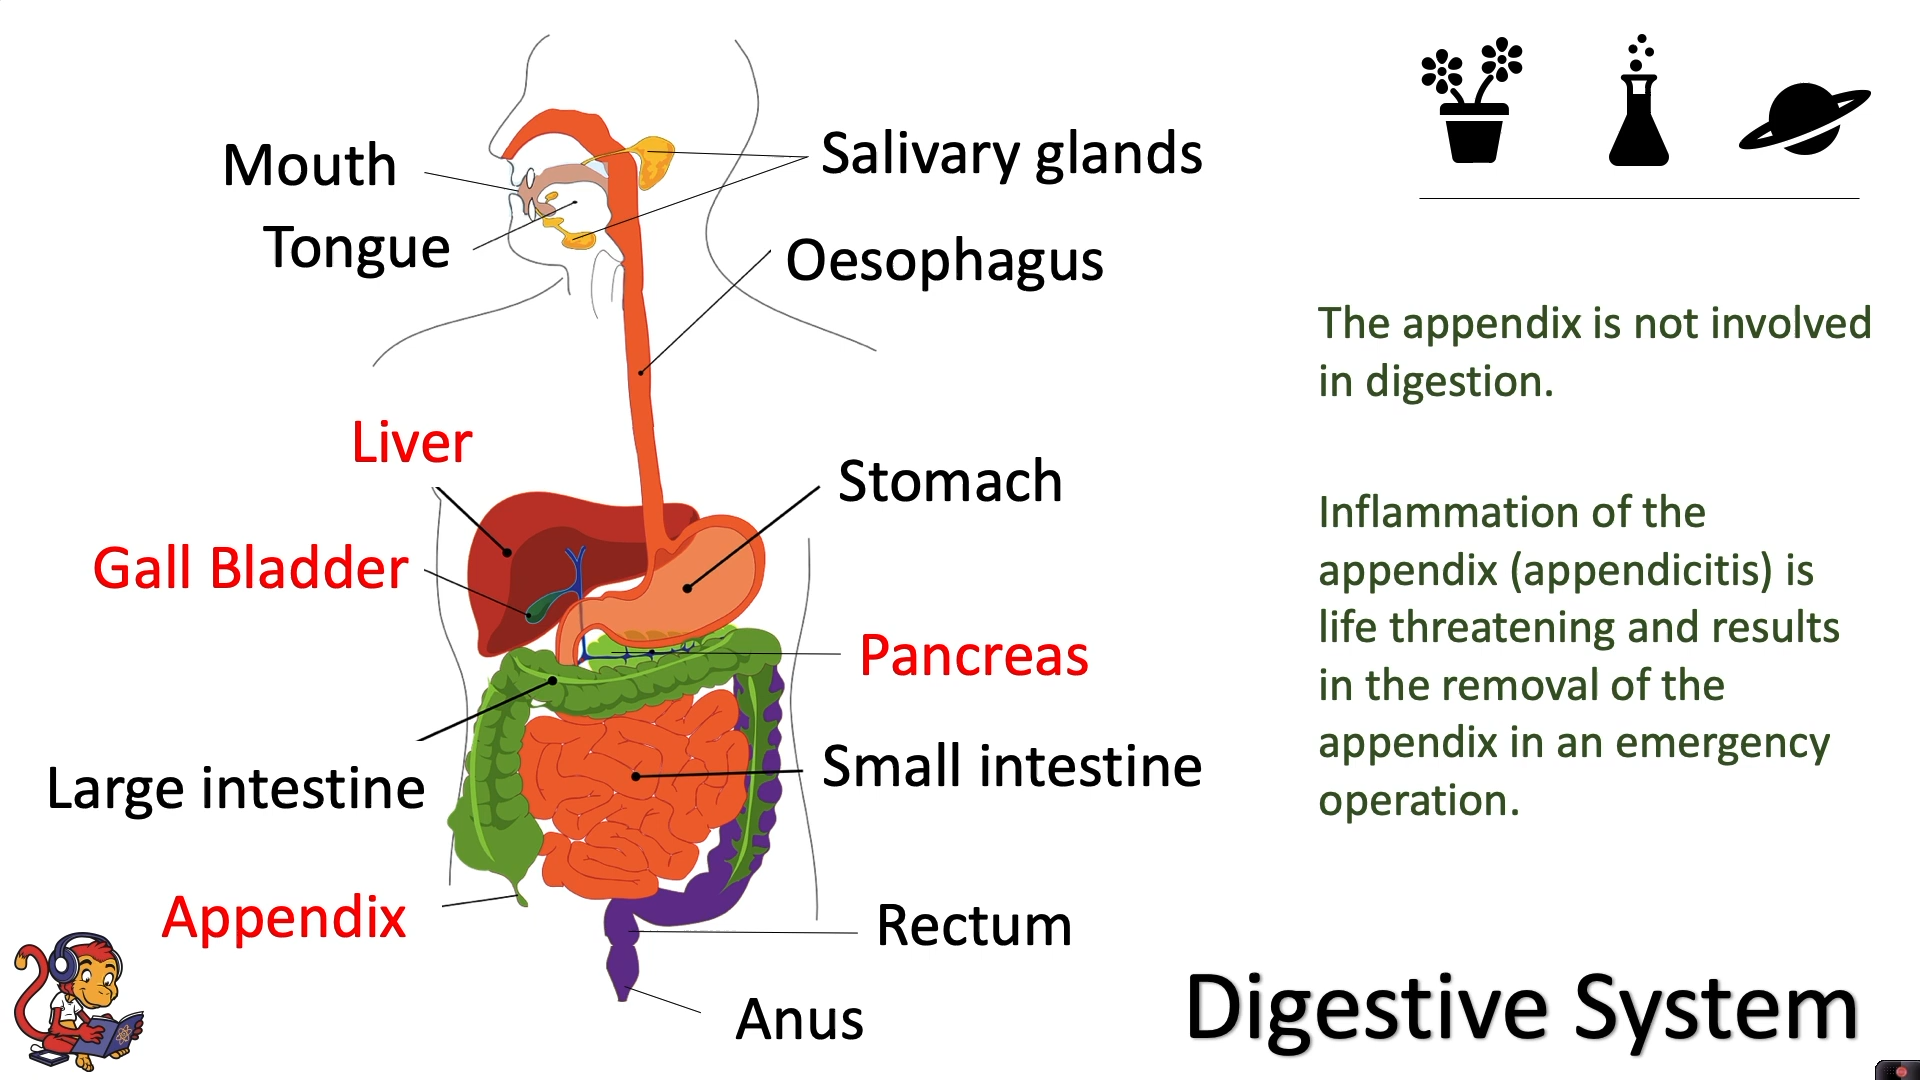 Mouth
Salivary glands
Tongue
Oesophagus
Liver
Stomach
Gall Bladder
Pancreas
Large intestine
Small intestine
Appendix
Rectum
Anus
The appendix is not involved
in digestion.
Inflammation of the
appendix (appendicitis) is
life threatening and results
in the removal of the
appendix in an emergency
operation.
Digestive System